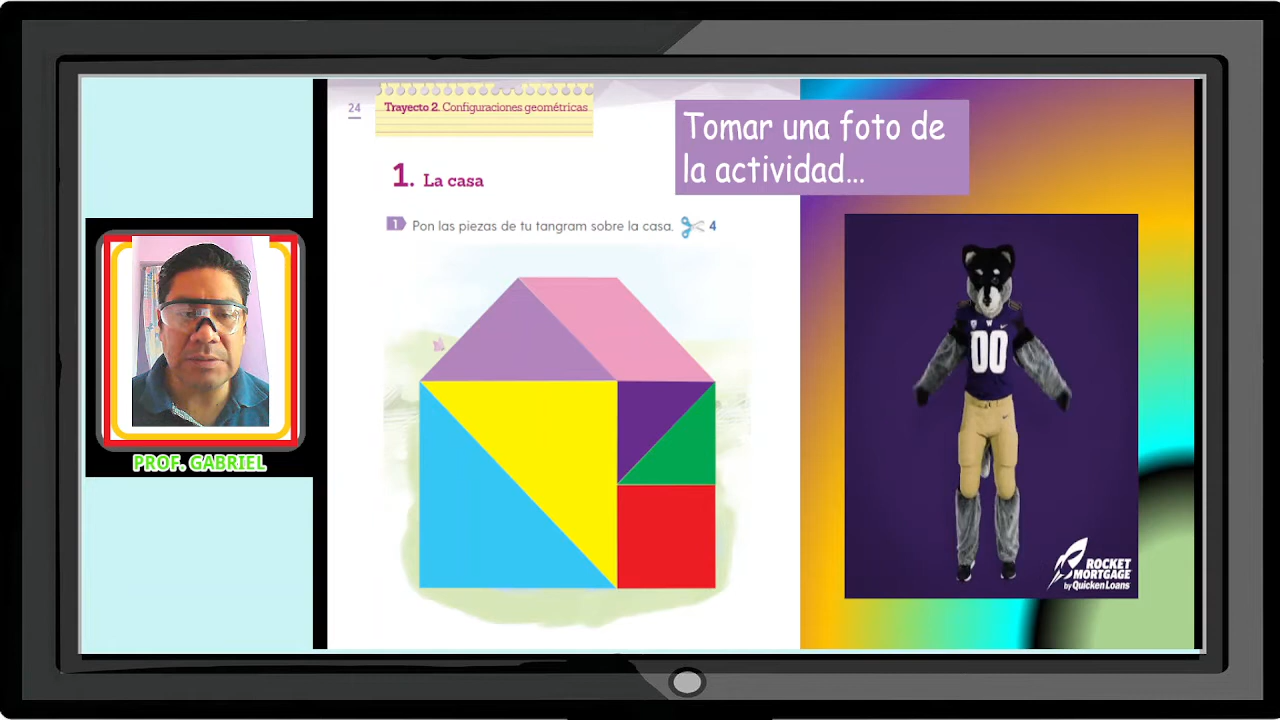 24
Trayecto 2. Configuraciones geométricas
Tomar una foto de
la actividad...
1. La casa
1 Pon las piezas de tu tangram sobre la casa. 4
W
00
PROF. GABRIEL
ROCKET
MORTGAGE
by Quicken Loans